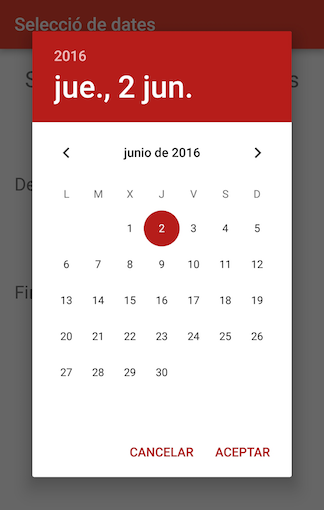 Selecció de dates
S
s
2016
jue., 2 jun.
junio de 2016
L M X J V S D
1 2 3 4 5
De
6 7 8 9 10 11 12
13 14 15 16 17 18 19
20 21 22 23 24 25 26
27 28 29 30
CANCELAR ACEPTAR